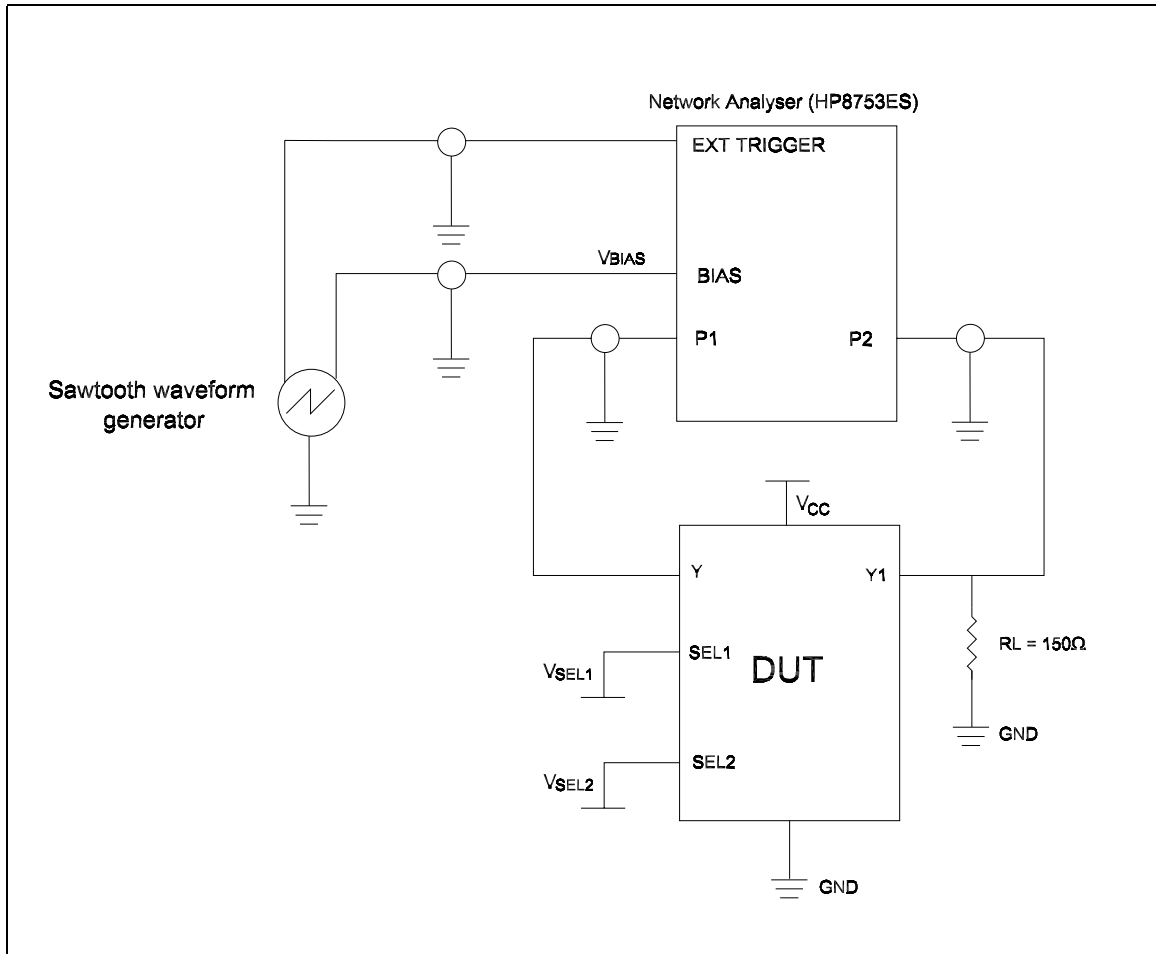 Network Analyser (HP8753ES)
EXT TRIGGER
VBIAS
BIAS
P1
P2
Sawtooth waveform
generator
VCC
Y
Y1
SEL1
VSEL1
DUT
RL = 150Ω
GND
SEL2
VSEL2
GND